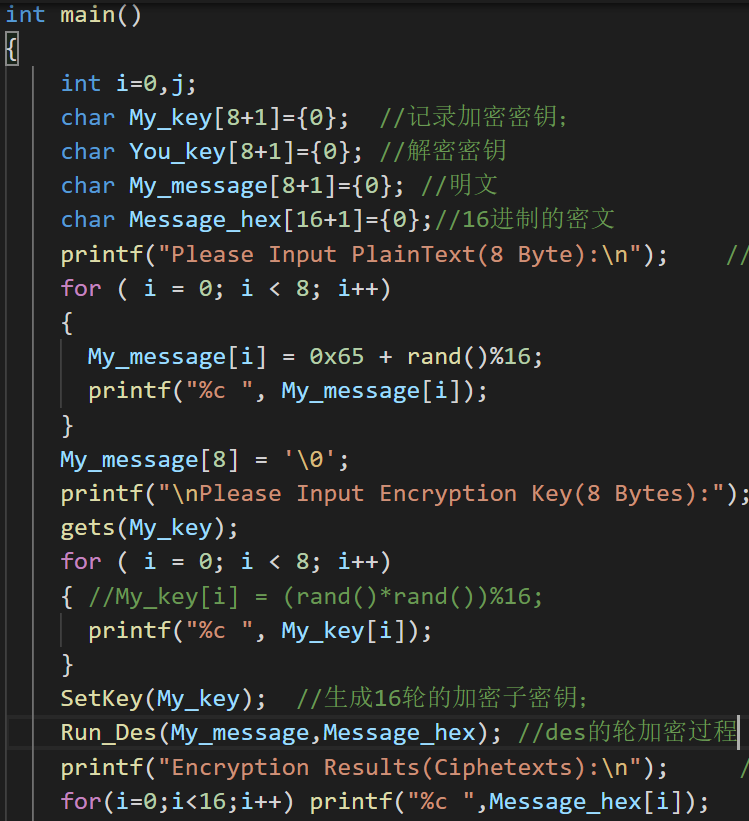 int main()
{
int i=0,j;
char My_key[8+1]={0};  //记录加密密钥;
char You_key[8+1]={0}; //解密密钥
char My_message[8+1]={0}; //明文
char Message_hex[16+1]={0};//16进制的密文
printf("Please Input PlainText(8 Byte):\n");    //
for ( i = 0; i < 8; i++)
{
My_message[i] = 0x65 + rand()%16;
printf("%c ", My_message[i]);
}
My_message[8] = '\0';
printf("\nPlease Input Encryption Key(8 Bytes):");
gets(My_key);
for ( i = 0; i < 8; i++)
{ //My_key[i] = (rand()*rand())%16;
printf("%c ", My_key[i]);
}
SetKey(My_key);  //生成16轮的加密子密钥;
Run_Des(My_message,Message_hex); //des的轮加密过程
printf("Encryption Results(Ciphetexts):\n");     /
for(i=0;i<16;i++) printf("%c ",Message_hex[i]);